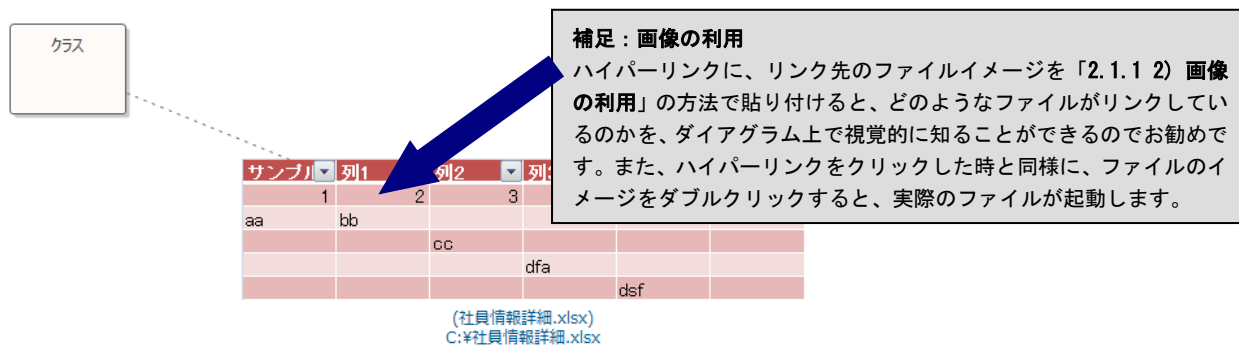 クラス
補足：画像の利用
ハイパーリンクに、リンク先のファイルイメージを「2.1.1 2) 画像
の利用」の方法で貼り付けると、どのようなファイルがリンクしてい
るのかを、ダイアグラム上で視覚的に知ることができるのでお勧めで
す。また、ハイパーリンクをクリックした時と同様に、ファイルのイ
メージをダブルクリックすると、実際のファイルが起動します。
サンプル 列1 列2 列3
1 2 3
aa bb
cc
dfa
dsf
(社員情報詳細.xlsx)
C:¥社員情報詳細.xlsx